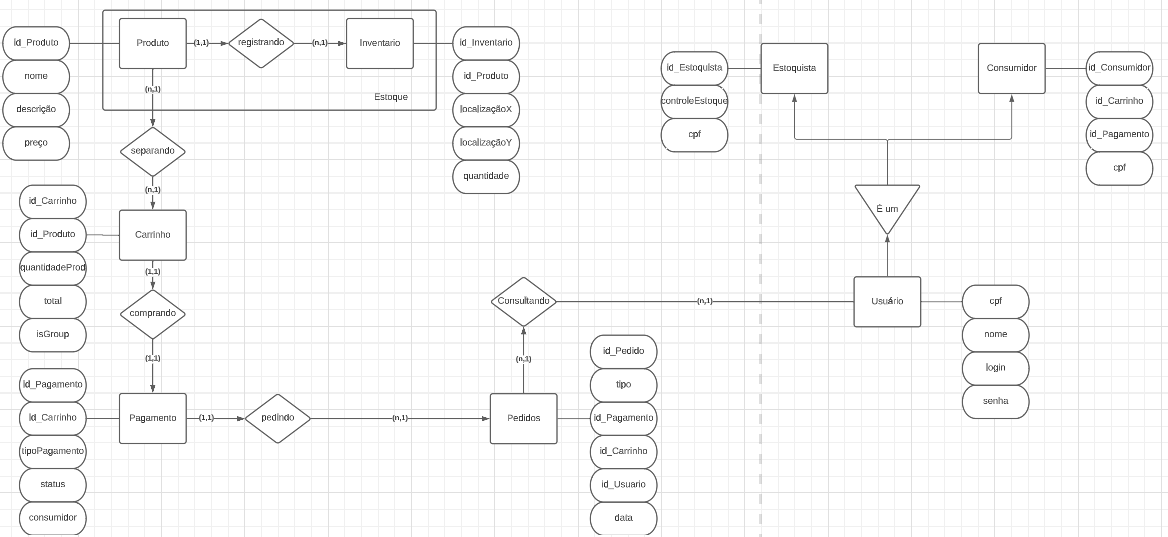 id_Produto
nome
descrição
preço
Produto
(1,1)
registrando
(n,1)
Inventario
Estoque
id_Inventario
id_Produto
localizaçãoX
localizaçãoY
quantidade
(n,1)
separando
(n,1)
id_Carrinho
id_Produto
quantidadeProd
total
isGroup
Carrinho
(1,1)
comprando
(1,1)
id_Pagamento
id_Carrinho
tipoPagamento
status
consumidor
Pagamento
(1,1)
pedindo
(n,1)
Pedidos
id_Pedido
tipo
id_Pagamento
id_Carrinho
id_Usuario
data
(n,1)
Consultando
(n,1)
Usuário
cpf
nome
login
senha
É um
id_Estoquista
controleEstoque
cpf
Estoquista
Consumidor
id_Consumidor
id_Carrinho
id_Pagamento
cpf